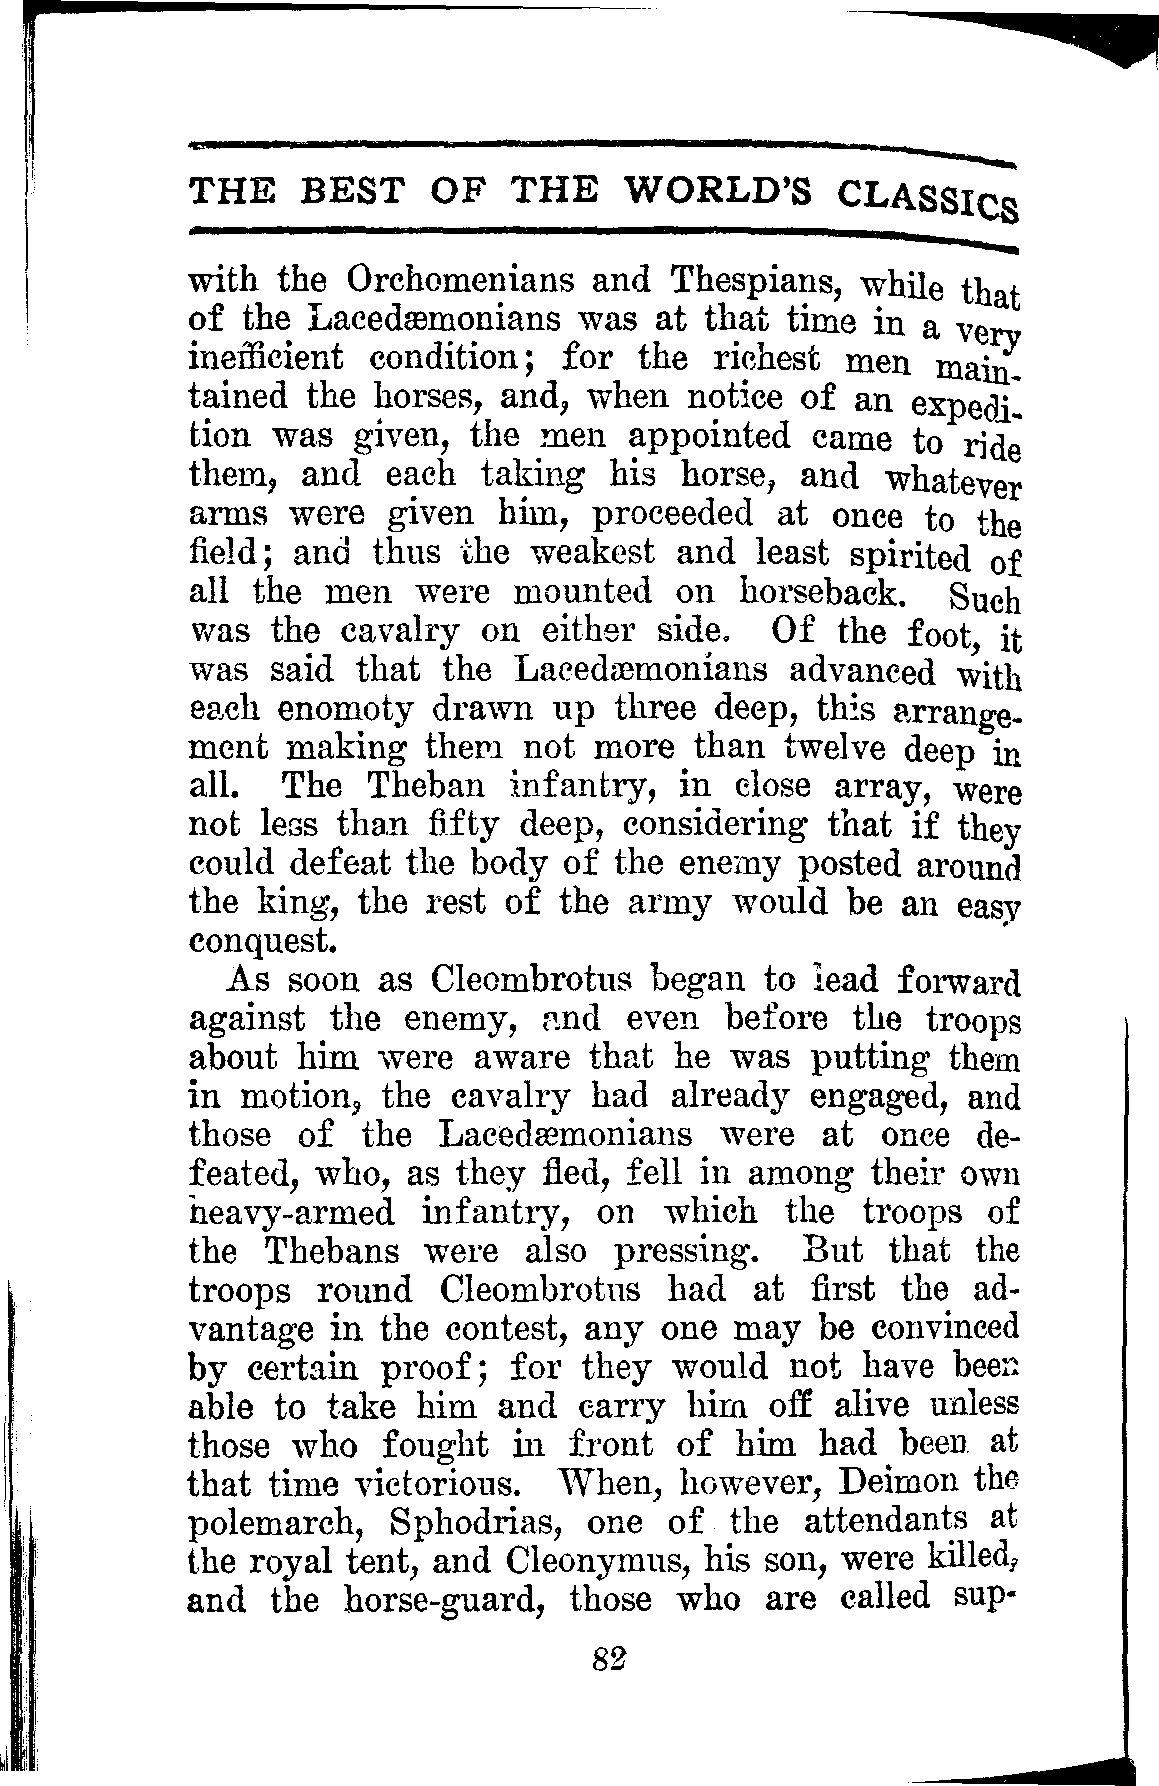 THE BEST OF THE WORLD'S CLASSICS
with the Orchomenians and Thespians, while that
of the Lacedæmonians was at that time in a very
inefficient condition; for the richest men main-
tained the horses, and, when notice of an expedi-
tion was given, the men appointed came to ride
them, and each taking his horse, and whatever
arms were given him, proceeded at once to the
field; and thus the weakest and least spirited of
all the men were mounted on horseback. Such
was the cavalry on either side. Of the foot, it
was said that the Lacedæmonians advanced with
each enomoty drawn up three deep, this arrange-
ment making them not more than twelve deep in
all. The Theban infantry, in close array, were
not less than fifty deep, considering that if they
could defeat the body of the enemy posted around
the king, the rest of the army would be an easy
conquest.
As soon as Cleombrotus began to lead forward
against the enemy, and even before the troops
about him were aware that he was putting them
in motion, the cavalry had already engaged, and
those of the Lacedæmonians were at once de-
feated, who, as they fled, fell in among their own
heavy-armed infantry, on which the troops of
the Thebans were also pressing. But that the
troops round Cleombrotus had at first the ad-
vantage in the contest, any one may be convinced
by certain proof; for they would not have been
able to take him and carry him off alive unless
those who fought in front of him had been at
that time victorious. When, however, Deimon the
polemarch, Sphodrias, one of the attendants at
the royal tent, and Cleonymus, his son, were killed,
and the horse-guard, those who are called sup-
82